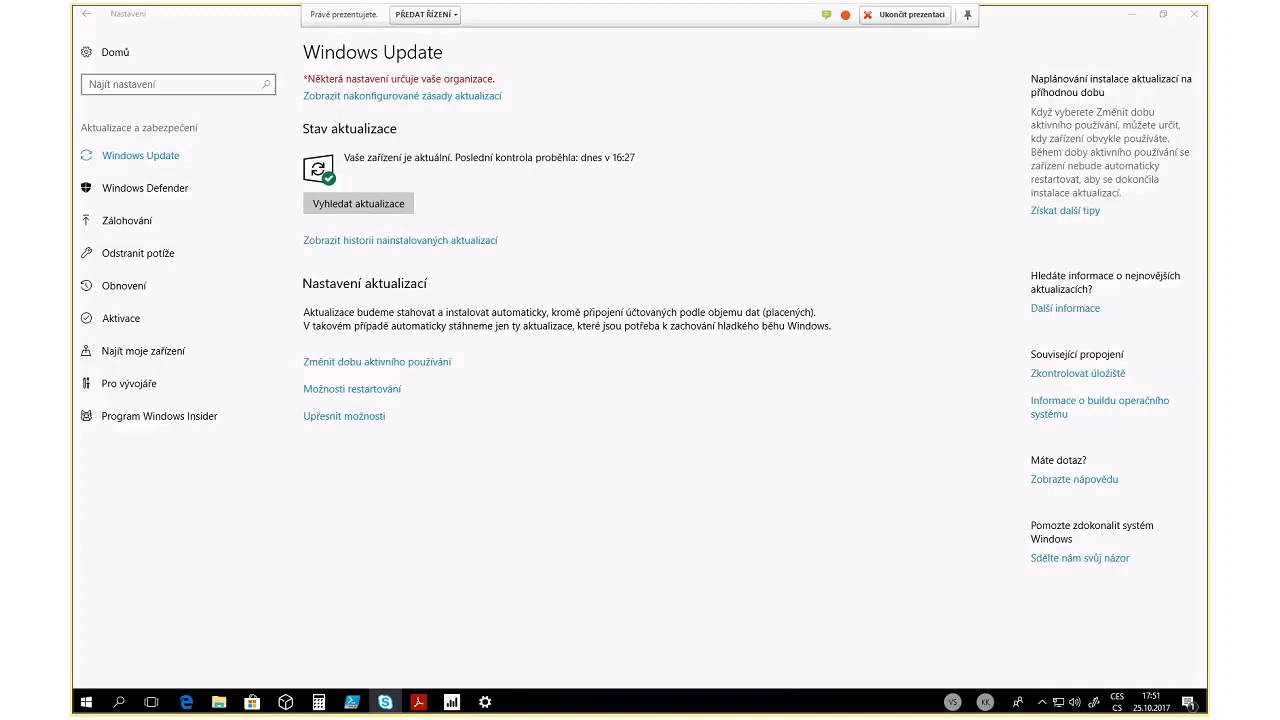 Nastavení
Právě prezentujete.
PŘEDAT ŘÍZENÍ
Ukončit prezentaci
Domů
Najít nastavení
Aktualizace a zabezpečení
Windows Update
Windows Defender
Zálohování
Odstranit potíže
Obnovení
Aktivace
Najít moje zařízení
Pro vývojáře
Program Windows Insider
Windows Update
*Některá nastavení určuje vaše organizace.
Zobrazit nakonfigurované zásady aktualizací
Stav aktualizace
Vaše zařízení je aktuální. Poslední kontrola proběhla: dnes v 16:27
Vyhledat aktualizace
Zobrazit historii nainstalovaných aktualizací
Nastavení aktualizací
Aktualizace budeme stahovat a instalovat automaticky, kromě připojení účtovaných podle objemu dat (placených).
V takovém případě automaticky stáhneme jen ty aktualizace, které jsou potřeba k zachování hladkého běhu Windows.
Změnit dobu aktivního používání
Možnosti restartování
Upřesnit možnosti
Naplánování instalace aktualizací na
příhodnou dobu
Když vyberete Změnit dobu
aktivního používání, můžete určit,
kdy zařízení obvykle používáte.
Během doby aktivního používání se
zařízení nebude automaticky
restartovat, aby se dokončila
instalace aktualizací.
Získat další tipy
Hledáte informace o nejnovějších
aktualizacích?
Další informace
Související propojení
Zkontrolovat úložiště
Informace o buildu operačního
systému
Máte dotaz?
Zobrazte nápovědu
Pomozte zdokonalit systém
Windows
Sdělte nám svůj názor
VS
KK
CES
CS
17:51
25.10.2017
1